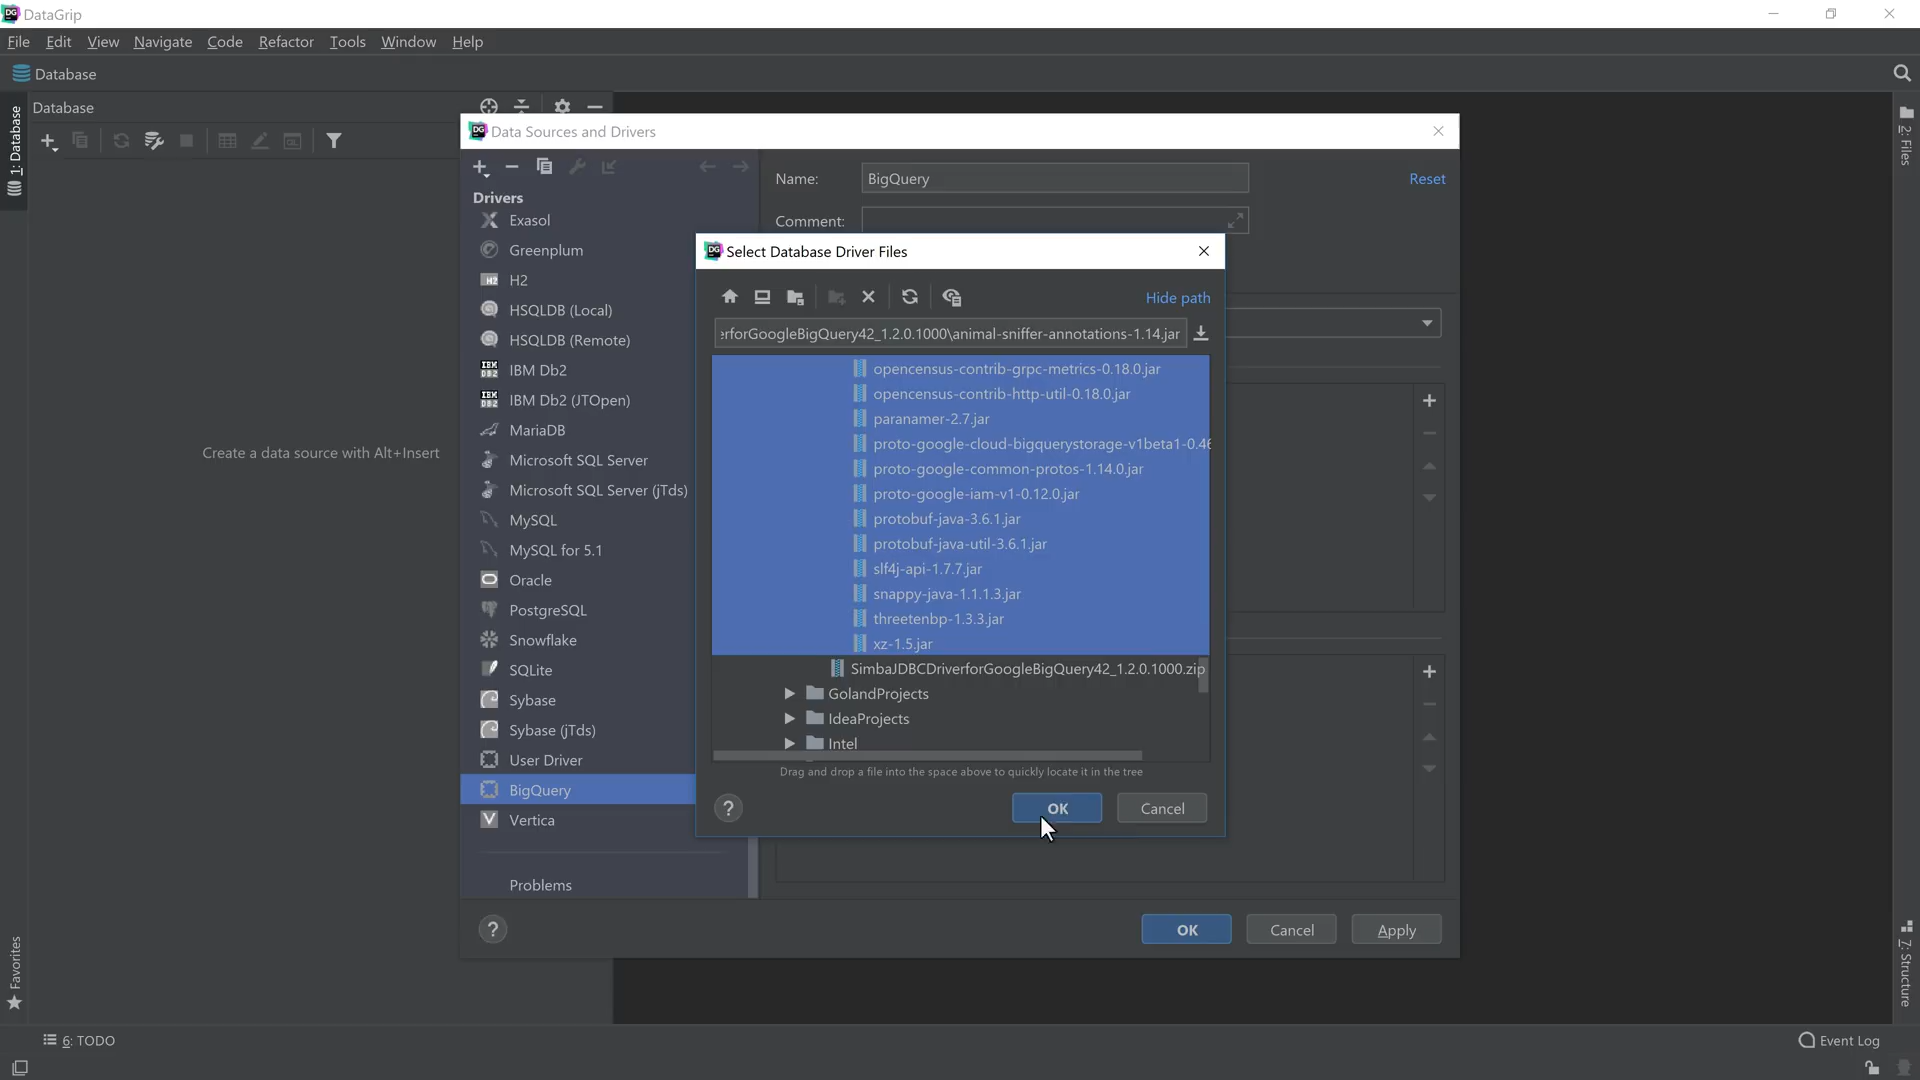 DataGrip
File Edit View Navigate Code Refactor Tools Window Help
Database
1: Database
Database
Create a data source with Alt+Insert
Favorites
Data Sources and Drivers
Drivers
Exasol
Greenplum
H2
HSQLDB (Local)
HSQLDB (Remote)
IBM Db2
IBM Db2 (JTOpen)
MariaDB
Microsoft SQL Server
Microsoft SQL Server (jTds)
MySQL
MySQL for 5.1
Oracle
PostgreSQL
Snowflake
SQLite
Sybase
Sybase (jTds)
User Driver
BigQuery
Vertica
Problems
Name: BigQuery
Reset
Comment:
Select Database Driver Files
Hide path
erforGoogleBigQuery42_1.2.0.1000\animal-sniffer-annotations-1.14.jar
opencensus-contrib-grpc-metrics-0.18.0.jar
opencensus-contrib-http-util-0.18.0.jar
paranamer-2.7.jar
proto-google-cloud-bigquerystorage-v1beta1-0.46
proto-google-common-protos-1.14.0.jar
proto-google-iam-v1-0.12.0.jar
protobuf-java-3.6.1.jar
protobuf-java-util-3.6.1.jar
slf4j-api-1.7.7.jar
snappy-java-1.1.1.3.jar
threetenbp-1.3.3.jar
xz-1.5.jar
SimbaJDBCDriverforGoogleBigQuery42_1.2.0.1000.zip
GolandProjects
IdeaProjects
Intel
Drag and drop a file into the space above to quickly locate it in the tree
? OK Cancel
? OK Cancel Apply
2: Files
7: Structure
6: TODO
Event Log